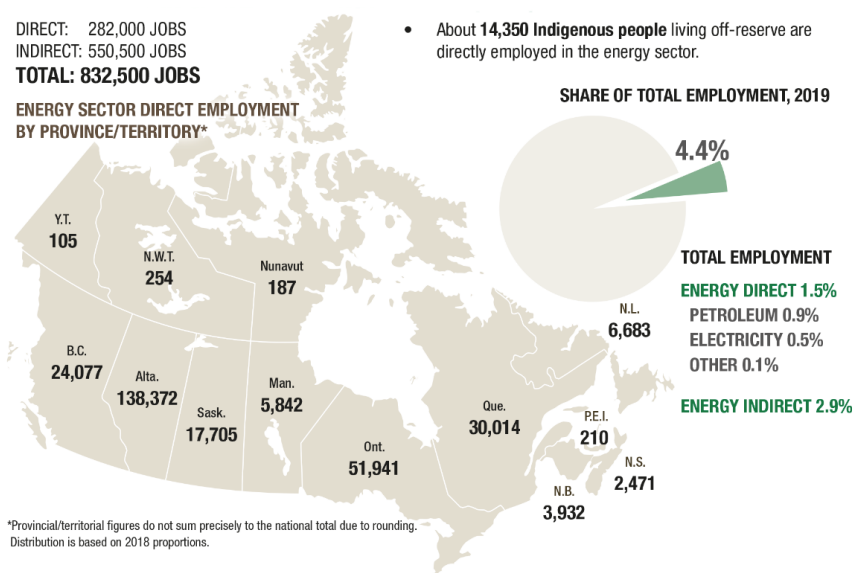 DIRECT: 282,000 JOBS
INDIRECT: 550,500 JOBS
TOTAL: 832,500 JOBS
ENERGY SECTOR DIRECT EMPLOYMENT
BY PROVINCE/TERRITORY*
• About 14,350 Indigenous people living off-reserve are
directly employed in the energy sector.
SHARE OF TOTAL EMPLOYMENT, 2019
4.4%
TOTAL EMPLOYMENT
ENERGY DIRECT 1.5%
PETROLEUM 0.9%
ELECTRICITY 0.5%
OTHER 0.1%
ENERGY INDIRECT 2.9%
Y.T.
105
N.W.T.
254
Nunavut
187
B.C.
24,077
Alta.
138,372
Sask.
17,705
Man.
5,842
Ont.
51,941
Que.
30,014
N.L.
6,683
P.E.I.
210
N.S.
2,471
N.B.
3,932
*Provincial/territorial figures do not sum precisely to the national total due to rounding.
Distribution is based on 2018 proportions.